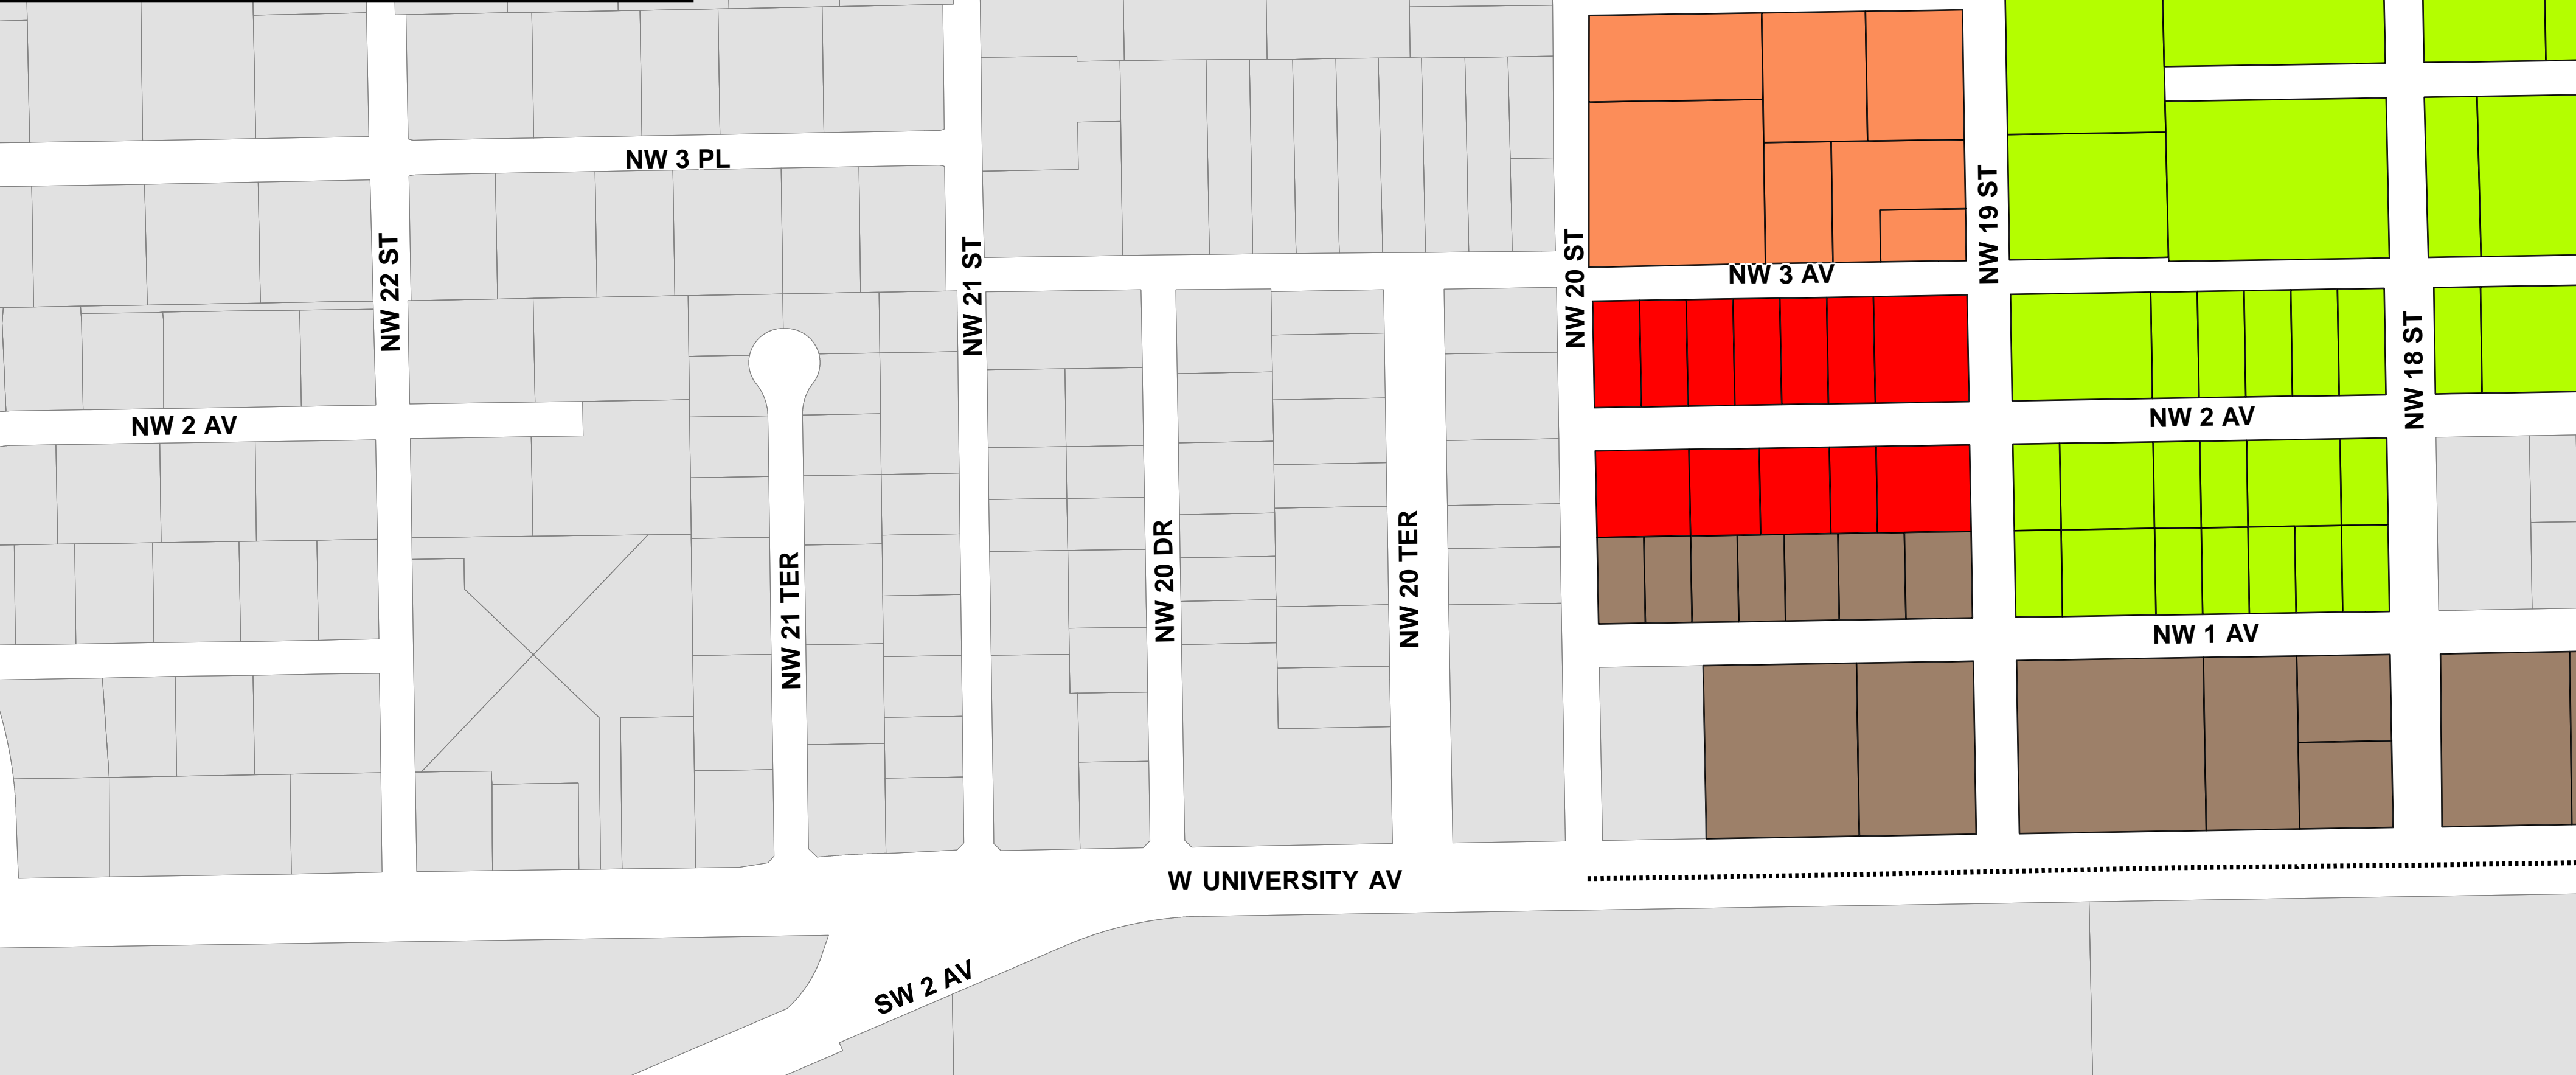 NW 3 PL
NW 22 ST
NW 21 ST
NW 20 ST
NW 19 ST
NW 3 AV
NW 18 ST
NW 2 AV
NW 2 AV
NW 21 TER
NW 20 DR
NW 20 TER
NW 1 AV
W UNIVERSITY AV
SW 2 AV